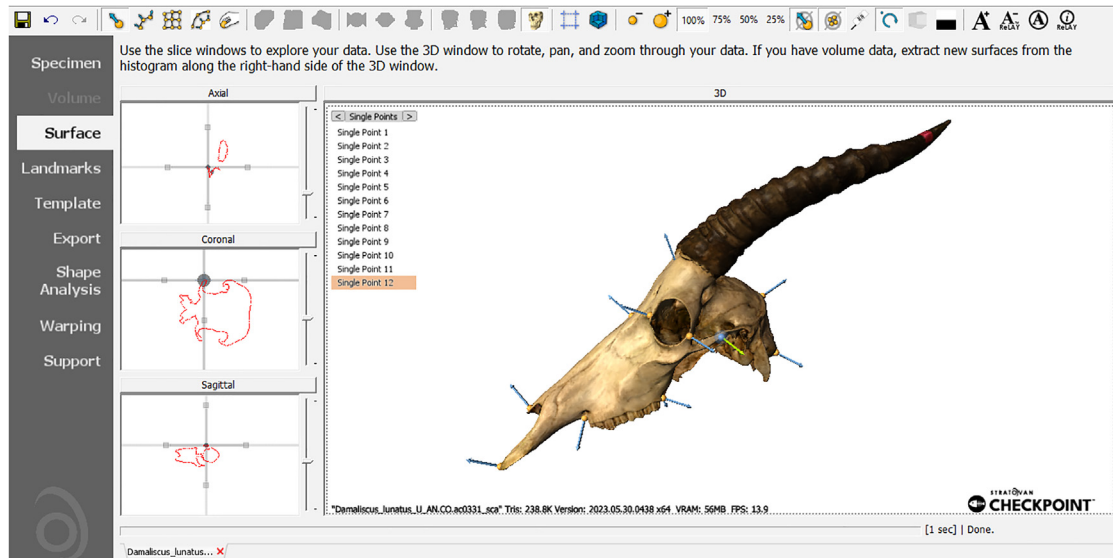 100% 75% 50% 25% A A ReLAY A i ReLAY
Use the slice windows to explore your data. Use the 3D window to rotate, pan, and zoom through your data. If you have volume data, extract new surfaces from the
histogram along the right-hand side of the 3D window.
Specimen
Volume
Surface
Landmarks
Template
Export
Shape
Analysis
Warping
Support
Axial
Coronal
Sagittal
3D
< Single Points >
Single Point 1
Single Point 2
Single Point 3
Single Point 4
Single Point 5
Single Point 6
Single Point 7
Single Point 8
Single Point 9
Single Point 10
Single Point 11
Single Point 12
STRATOVAN
CHECKPOINT
"Damaliscus_lunatus_U_AN.CO.ac0331_sca" Tris: 238.8K Version: 2023.05.30.0438 x64 VRAM: 56MB FPS: 13.9
[1 sec] | Done.
Damaliscus_lunatus... X